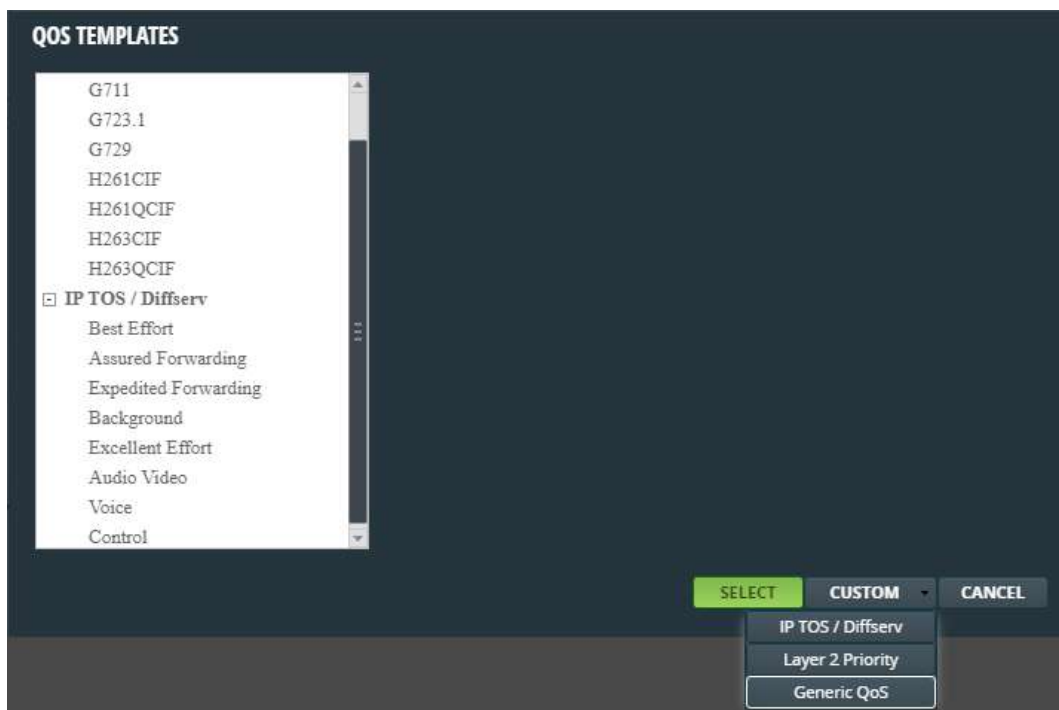 QOS TEMPLATES
G711
G723.1
G729
H261CIF
H261QCIF
H263CIF
H263QCIF
IP TOS / Diffserv
Best Effort
Assured Forwarding
Expedited Forwarding
Background
Excellent Effort
Audio Video
Voice
Control
SELECT CUSTOM CANCEL
IP TOS / Diffserv
Layer 2 Priority
Generic QoS